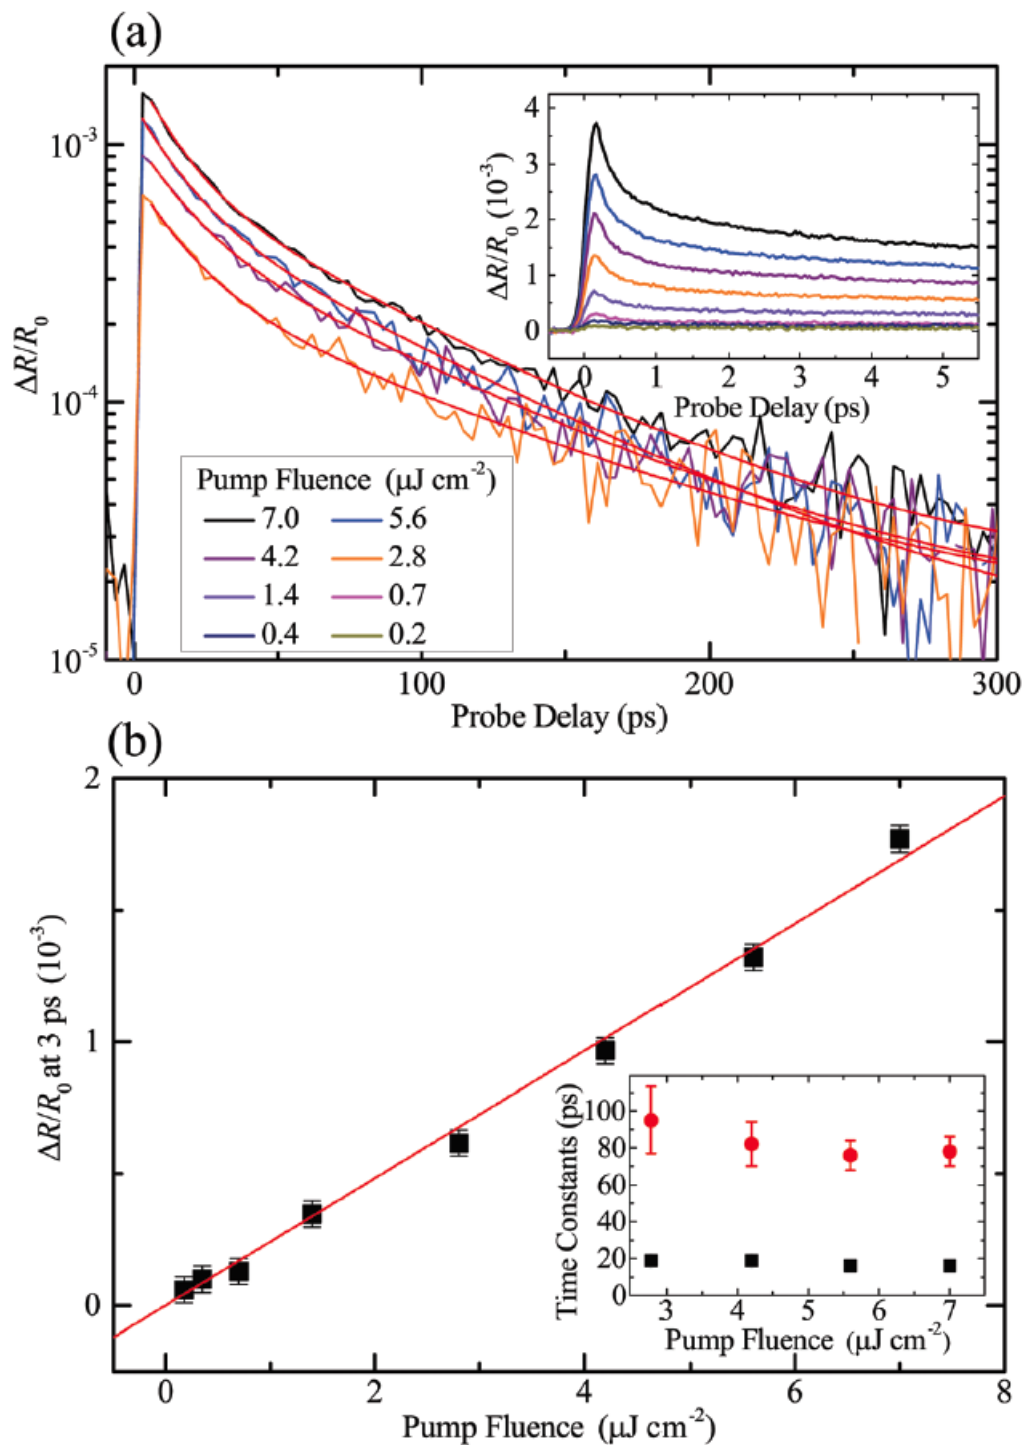 (a)
10⁻³
10⁻⁴
10⁻⁵
ΔR/R₀
0 100 200 300
Probe Delay (ps)
4
3
2
1
0
ΔR/R₀ (10⁻³)
0 1 2 3 4 5
Probe Delay (ps)
Pump Fluence (μJ cm⁻²)
7.0 5.6
4.2 2.8
1.4 0.7
0.4 0.2
(b)
2
1
0
ΔR/R₀ at 3 ps (10⁻³)
0 2 4 6 8
Pump Fluence (μJ cm⁻²)
100
80
60
40
20
0
Time Constants (ps)
3 4 5 6 7
Pump Fluence (μJ cm⁻²)